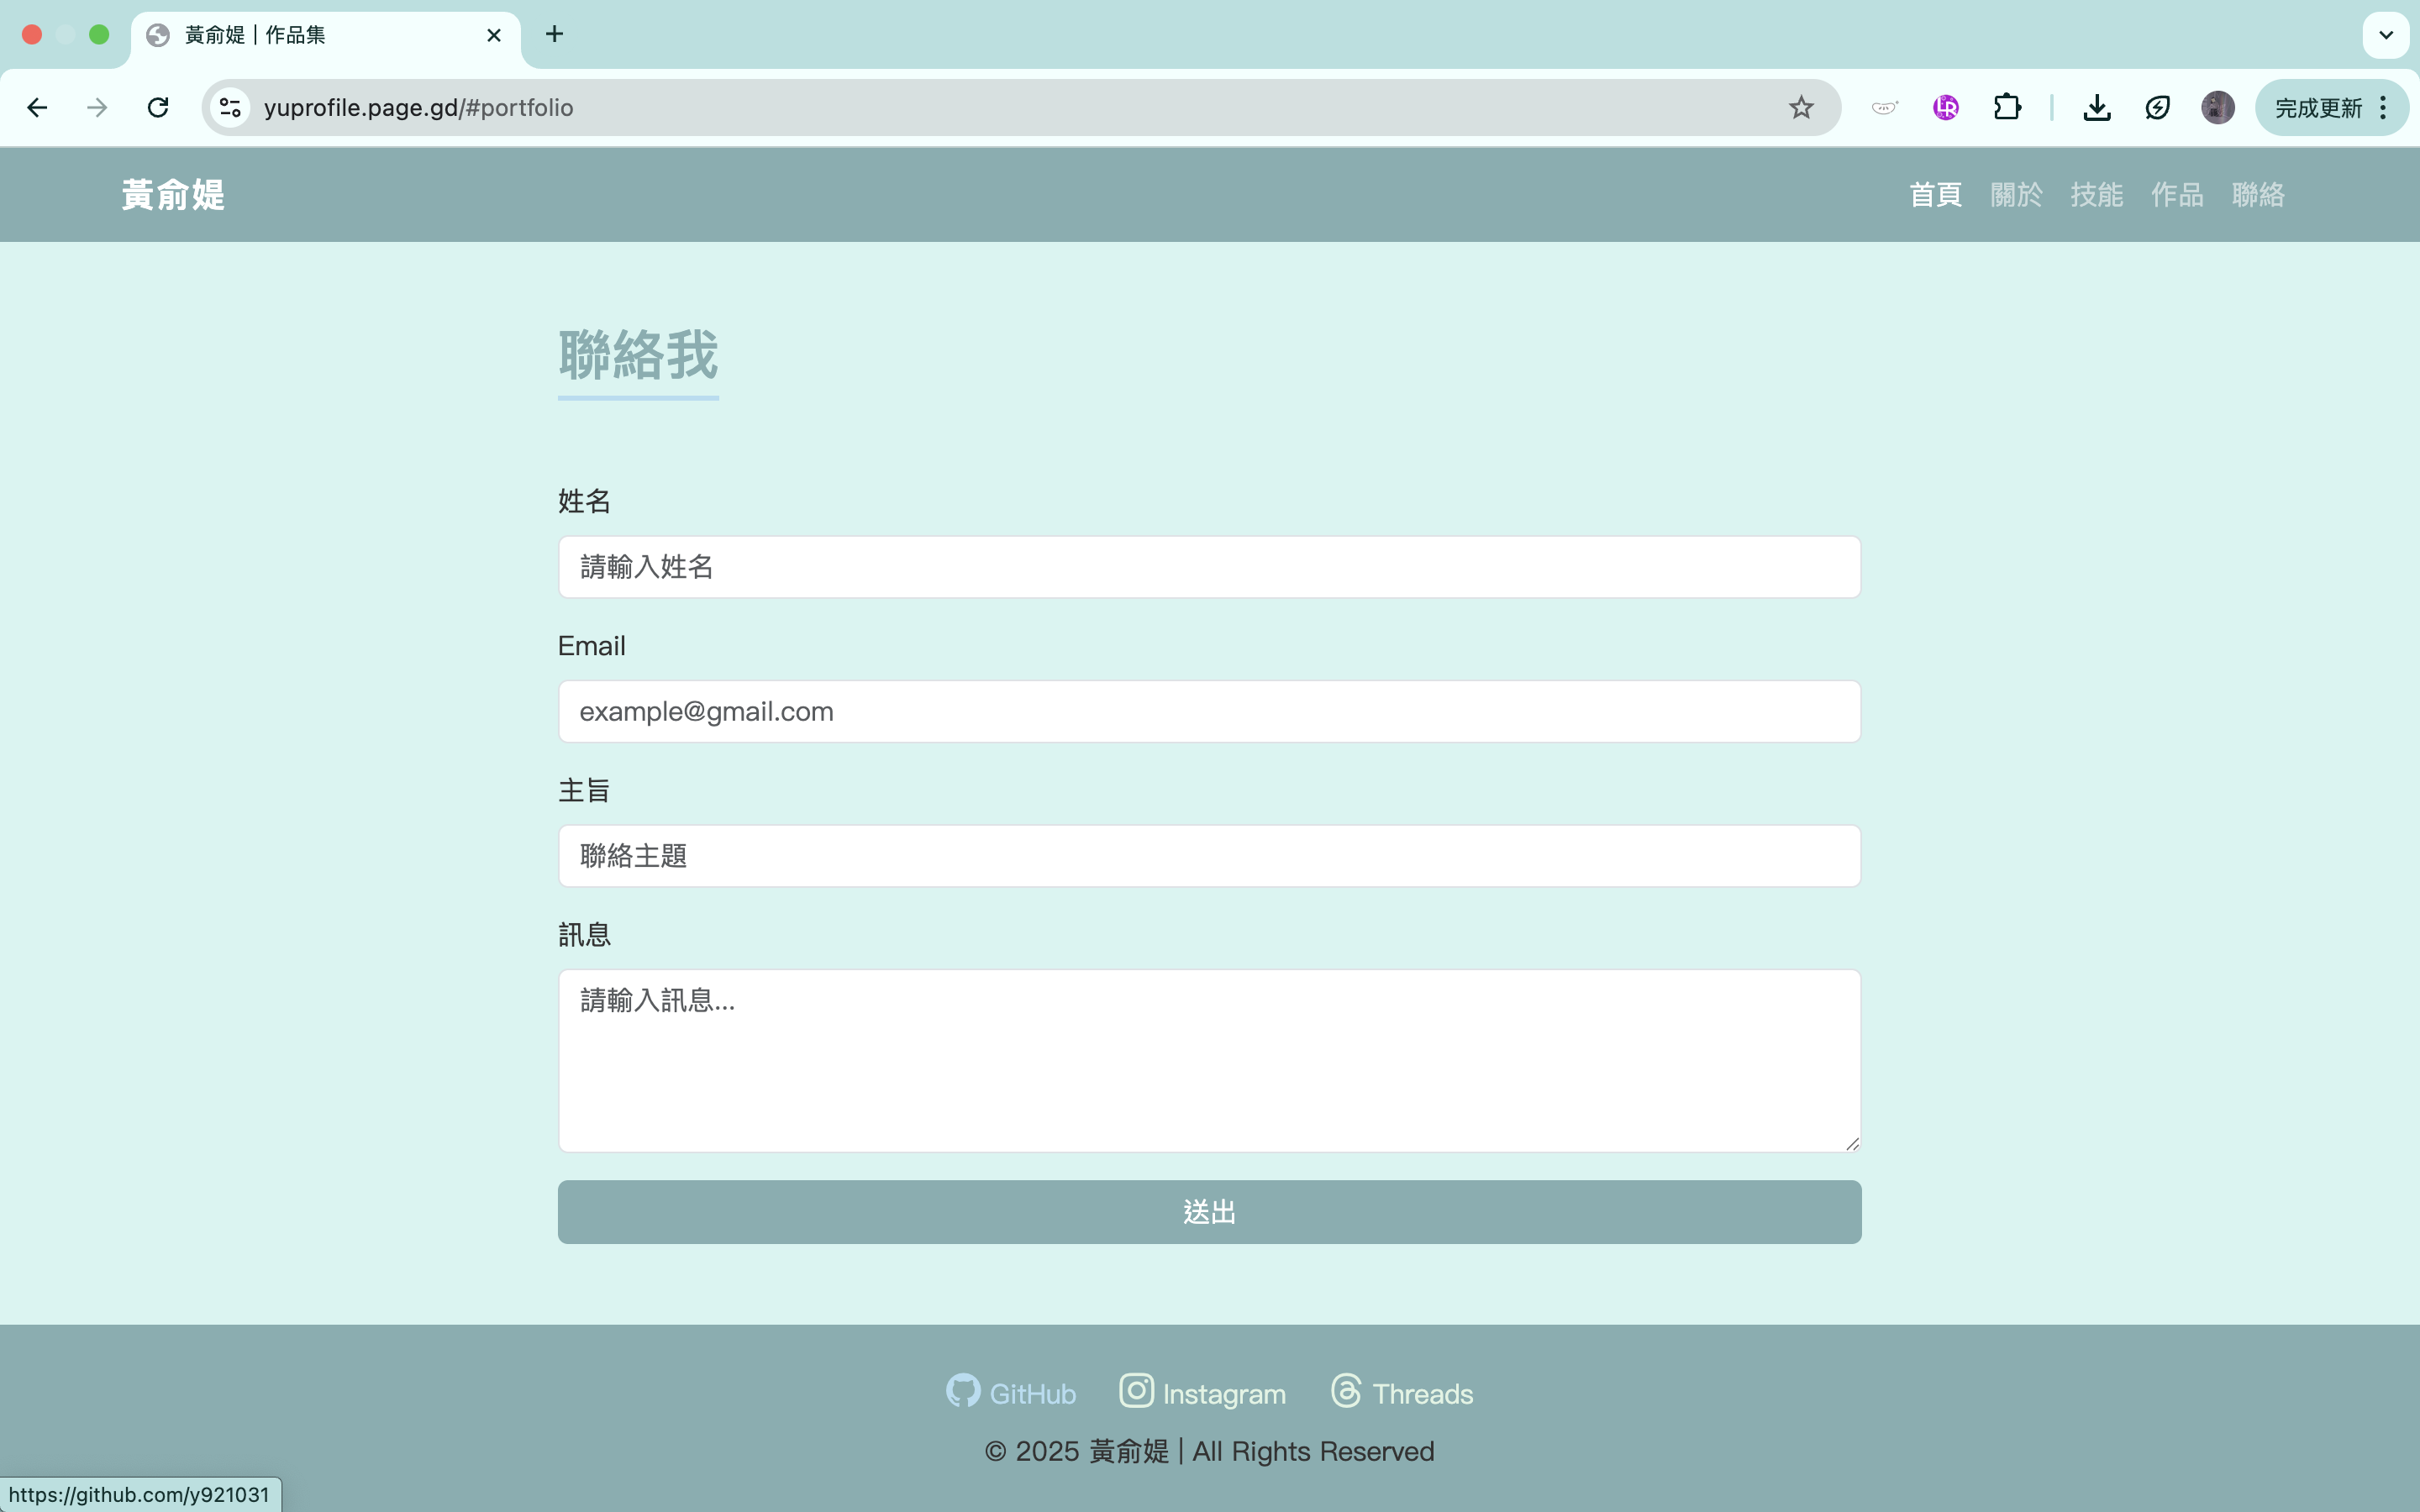 黃俞媞｜作品集
yuprofile.page.gd/#portfolio
完成更新
黃俞媞
首頁 關於 技能 作品 聯絡
聯絡我
姓名
請輸入姓名
Email
example@gmail.com
主旨
聯絡主題
訊息
請輸入訊息...
送出
GitHub Instagram Threads
© 2025 黃俞媞 | All Rights Reserved
https://github.com/y921031